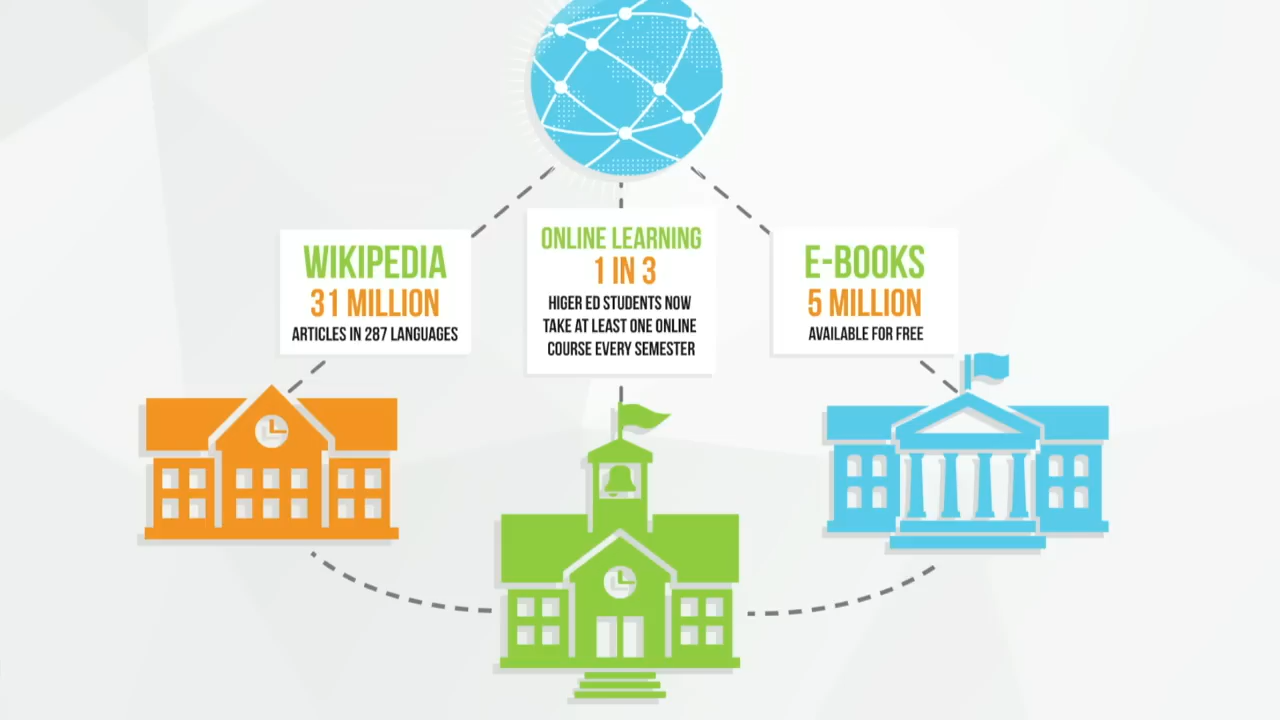 WIKIPEDIA
31 MILLION
ARTICLES IN 287 LANGUAGES
ONLINE LEARNING
1 IN 3
HIGER ED STUDENTS NOW
TAKE AT LEAST ONE ONLINE
COURSE EVERY SEMESTER
E-BOOKS
5 MILLION
AVAILABLE FOR FREE